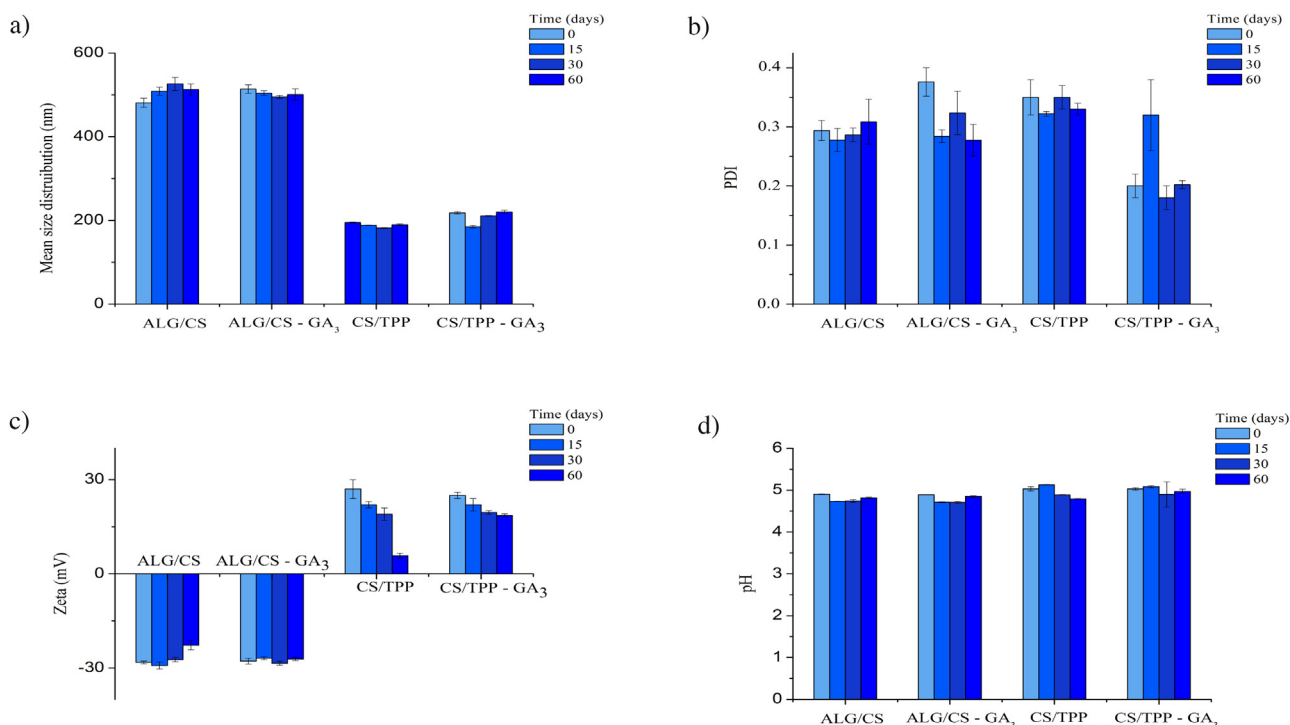 a)
Time (days)
0
15
30
60
600
400
200
0
Mean size distruibution (nm)
ALG/CS
ALG/CS - GA3
CS/TPP
CS/TPP - GA3
b)
Time (days)
0
15
30
60
0.4
0.3
0.2
0.1
0.0
PDI
ALG/CS
ALG/CS - GA3
CS/TPP
CS/TPP - GA3
c)
Time (days)
0
15
30
60
30
0
-30
Zeta (mV)
ALG/CS
ALG/CS - GA3
CS/TPP
CS/TPP - GA3
d)
Time (days)
0
15
30
60
6
5
4
3
2
1
0
pH
ALG/CS
ALG/CS - GA3
CS/TPP
CS/TPP - GA3